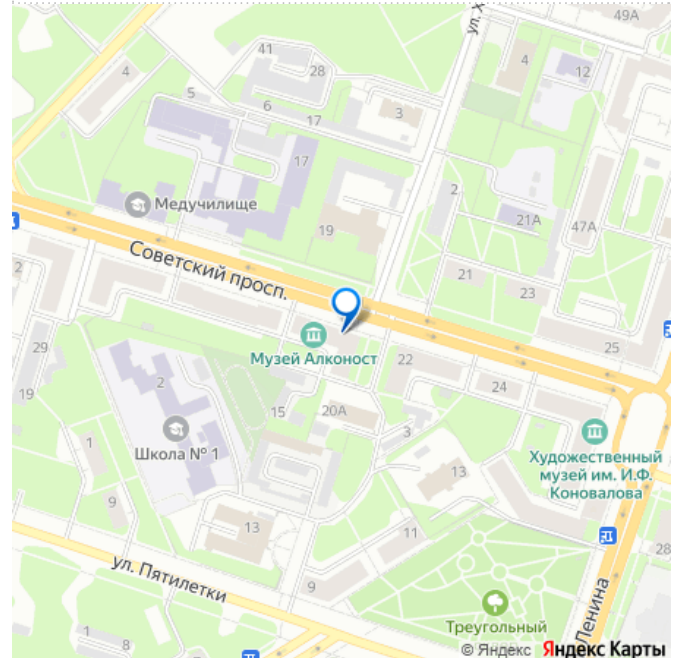 49А
41
28
4
5
6
17
3
ул. Х
4
12
17
Медучилище
2
21А
47А
19
Советский просп.
2
21
23
29
Музей Алконост
22
25
19
2
15
20А
24
Школа № 1
3
1
13
Художественный
музей им. И.Ф.
Коновалова
9
13
11
28
ул. Пятилетки
9
1
8
Треугольный
Ленина
© Яндекс Яндекс Карты